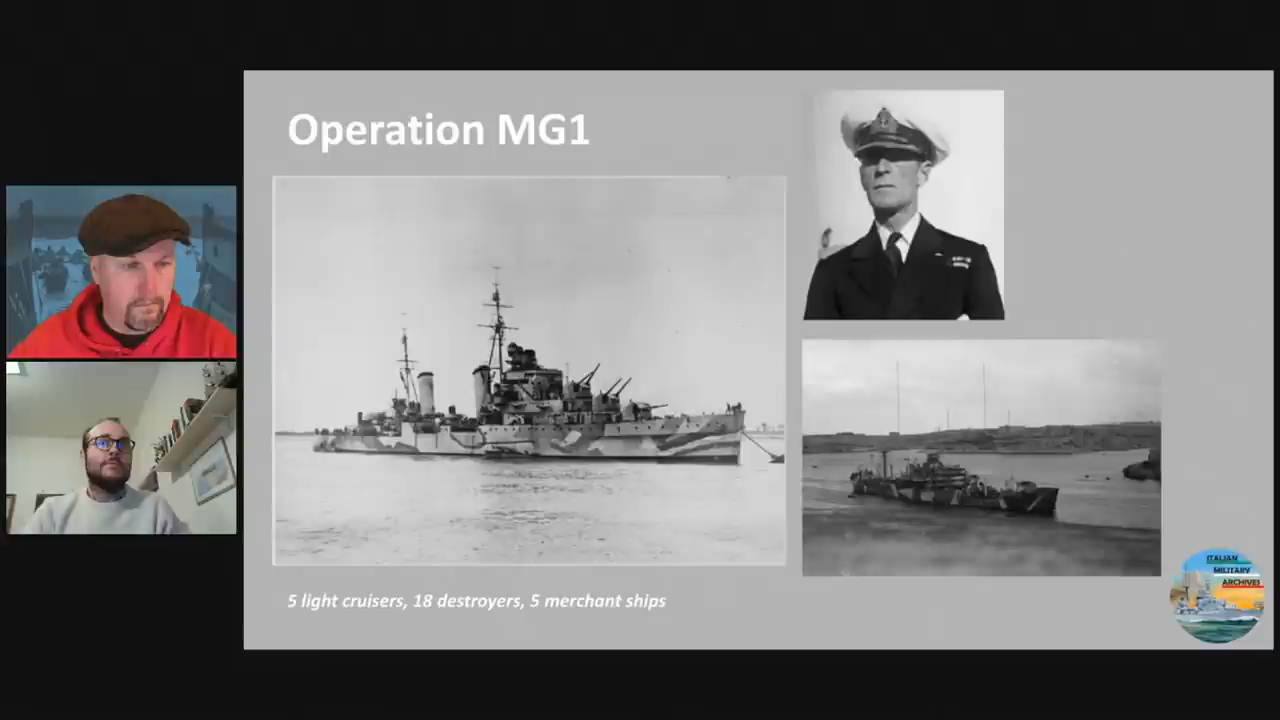 Operation MG1
5 light cruisers, 18 destroyers, 5 merchant ships
ITALIAN
MILITARY
ARCHIVES